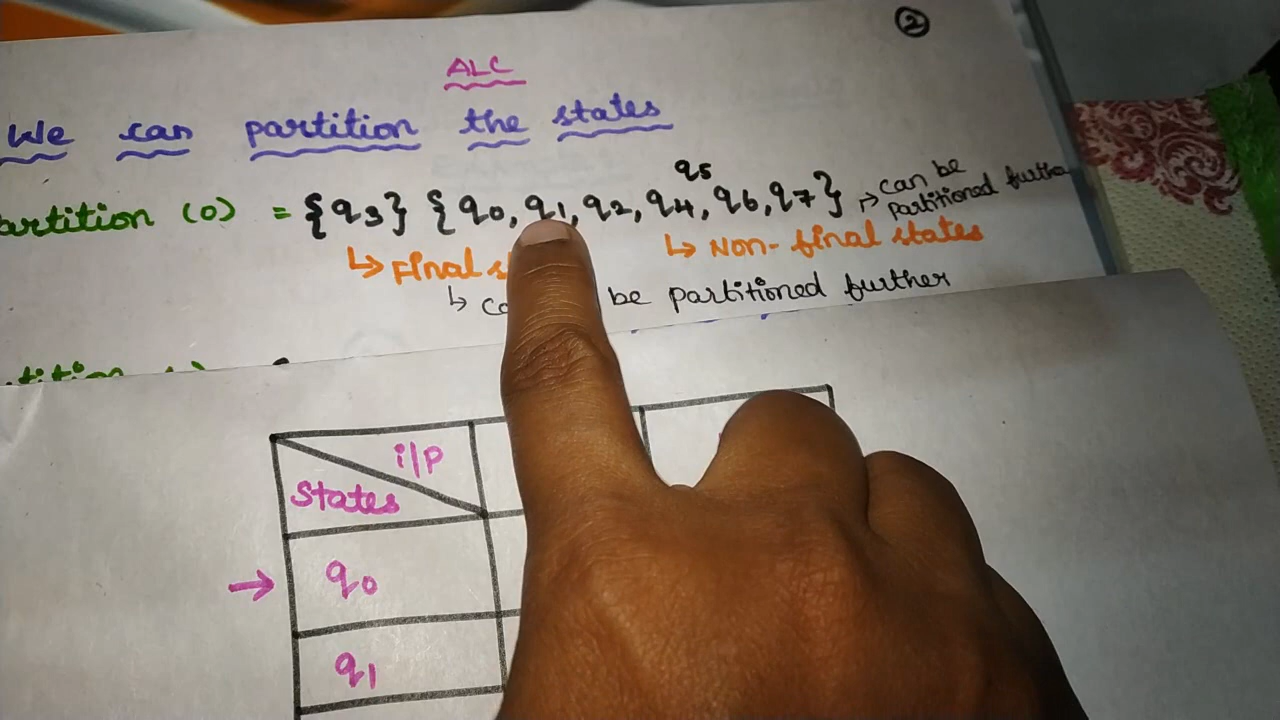 ②
ALC
We can partition the states
artition (0) = {q3} {q0, q1, q2, q4, q5 q6, q7} ↱ can be partitioned furthe
↳ Final s ↳ Non-final states
↳ be partitioned further
i/p
States
→ q0
q1